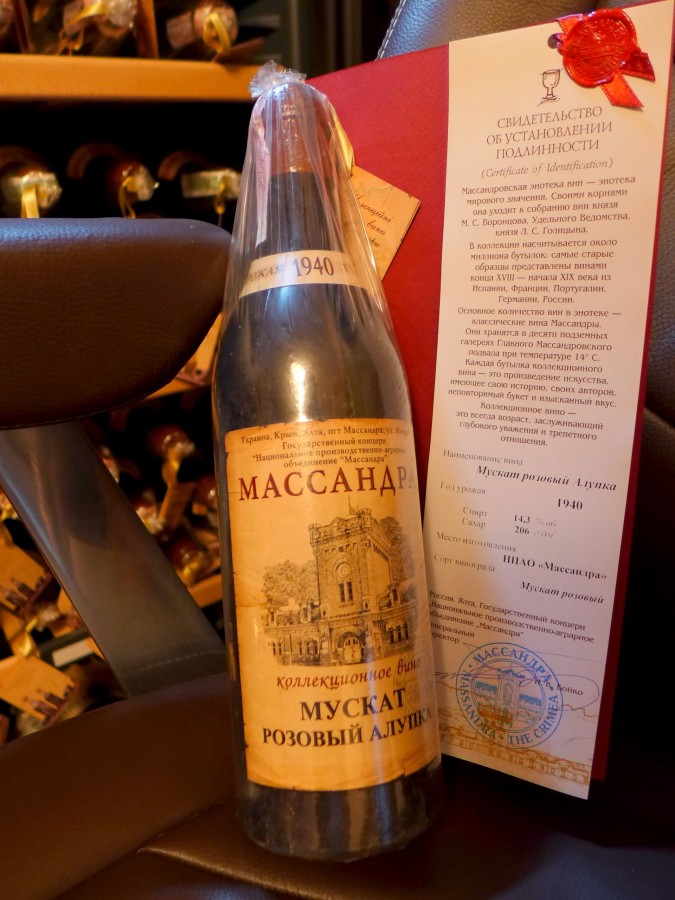 1940
Украина, Крым, Ялта, пгт Массандра, ул.
Государственный концерн
"Национальное производственно-аграрное
объединение "Массандра"
МАССАНДРА
коллекционное вино
МУСКАТ
РОЗОВЫЙ АЛУПКА
СВИДЕТЕЛЬСТВО
ОБ УСТАНОВЛЕНИИ
ПОДЛИННОСТИ
(Certificate of Identification)
Массандровская энотека вин — энотека
мирового значения. Своими корнями
она уходит к собранию вин князя
М. С. Воронцова, Удельного Ведомства,
князя Л. С. Голицына.
В коллекции насчитывается около
миллиона бутылок: самые старые
образцы представлены винами
конца XVIII — начала XIX века из
Испании, Франции, Португалии,
Германии, России.
Основное количество вин в энотеке —
классические вина Массандры.
Они хранятся в десяти подземных
галереях Главного Массандровского
подвала при температуре 14° С.
Каждая бутылка коллекционного
вина — это произведение искусства,
имеющее свою историю, своих авторов,
неповторимый букет и изысканный вкус.
Коллекционное вино —
это всегда возраст, заслуживающий
глубокого уважения и трепетного
отношения.
Наименование вина
Мускат розовый Алупка
Год урожая
1940
Спирт 14.3 % об
Сахар 206
Место изготовления
НПАО «Массандра»
Сорт винограда
Мускат розовый
Россия, Ялта, Государственный концерн
"Национальное производственно-аграрное
объединение "Массандра"
Генеральный
директор
Бойко
МАССАНДРА
MASSANDRA · THE CRIMEA